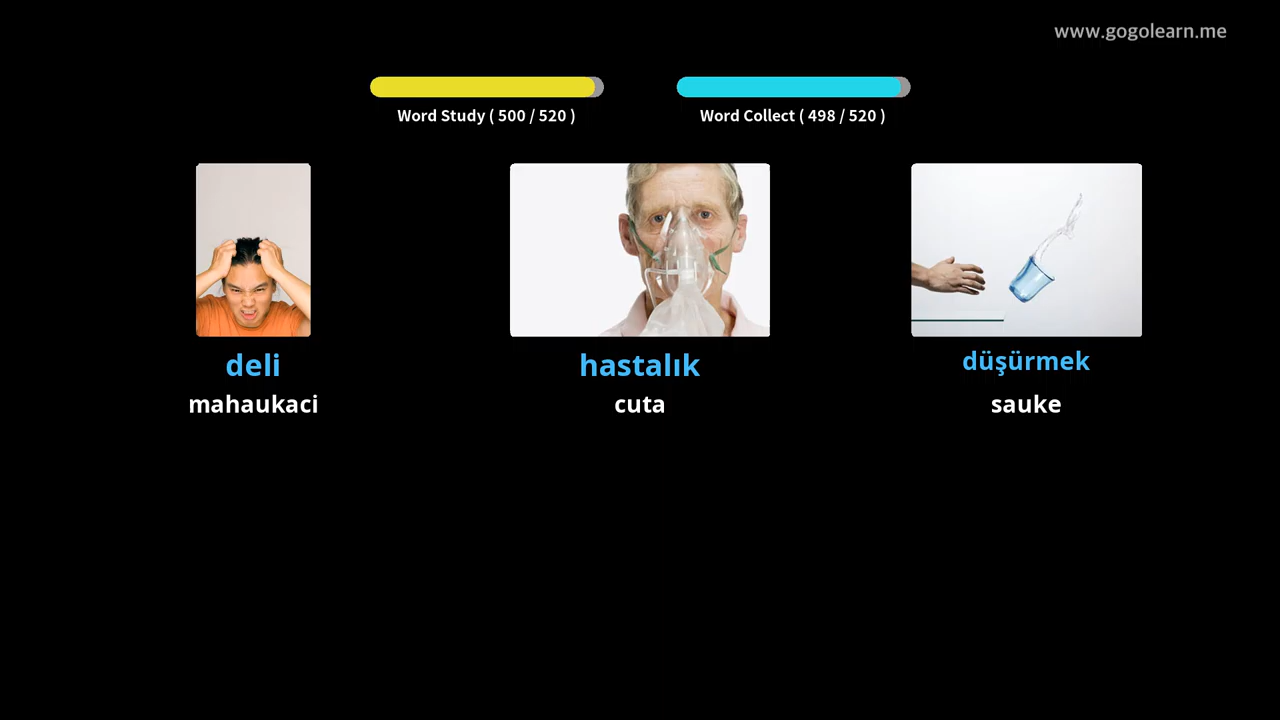 www.gogolearn.me
Word Study ( 500 / 520 )
Word Collect ( 498 / 520 )
deli
mahaukaci
hastalık
cuta
düşürmek
sauke